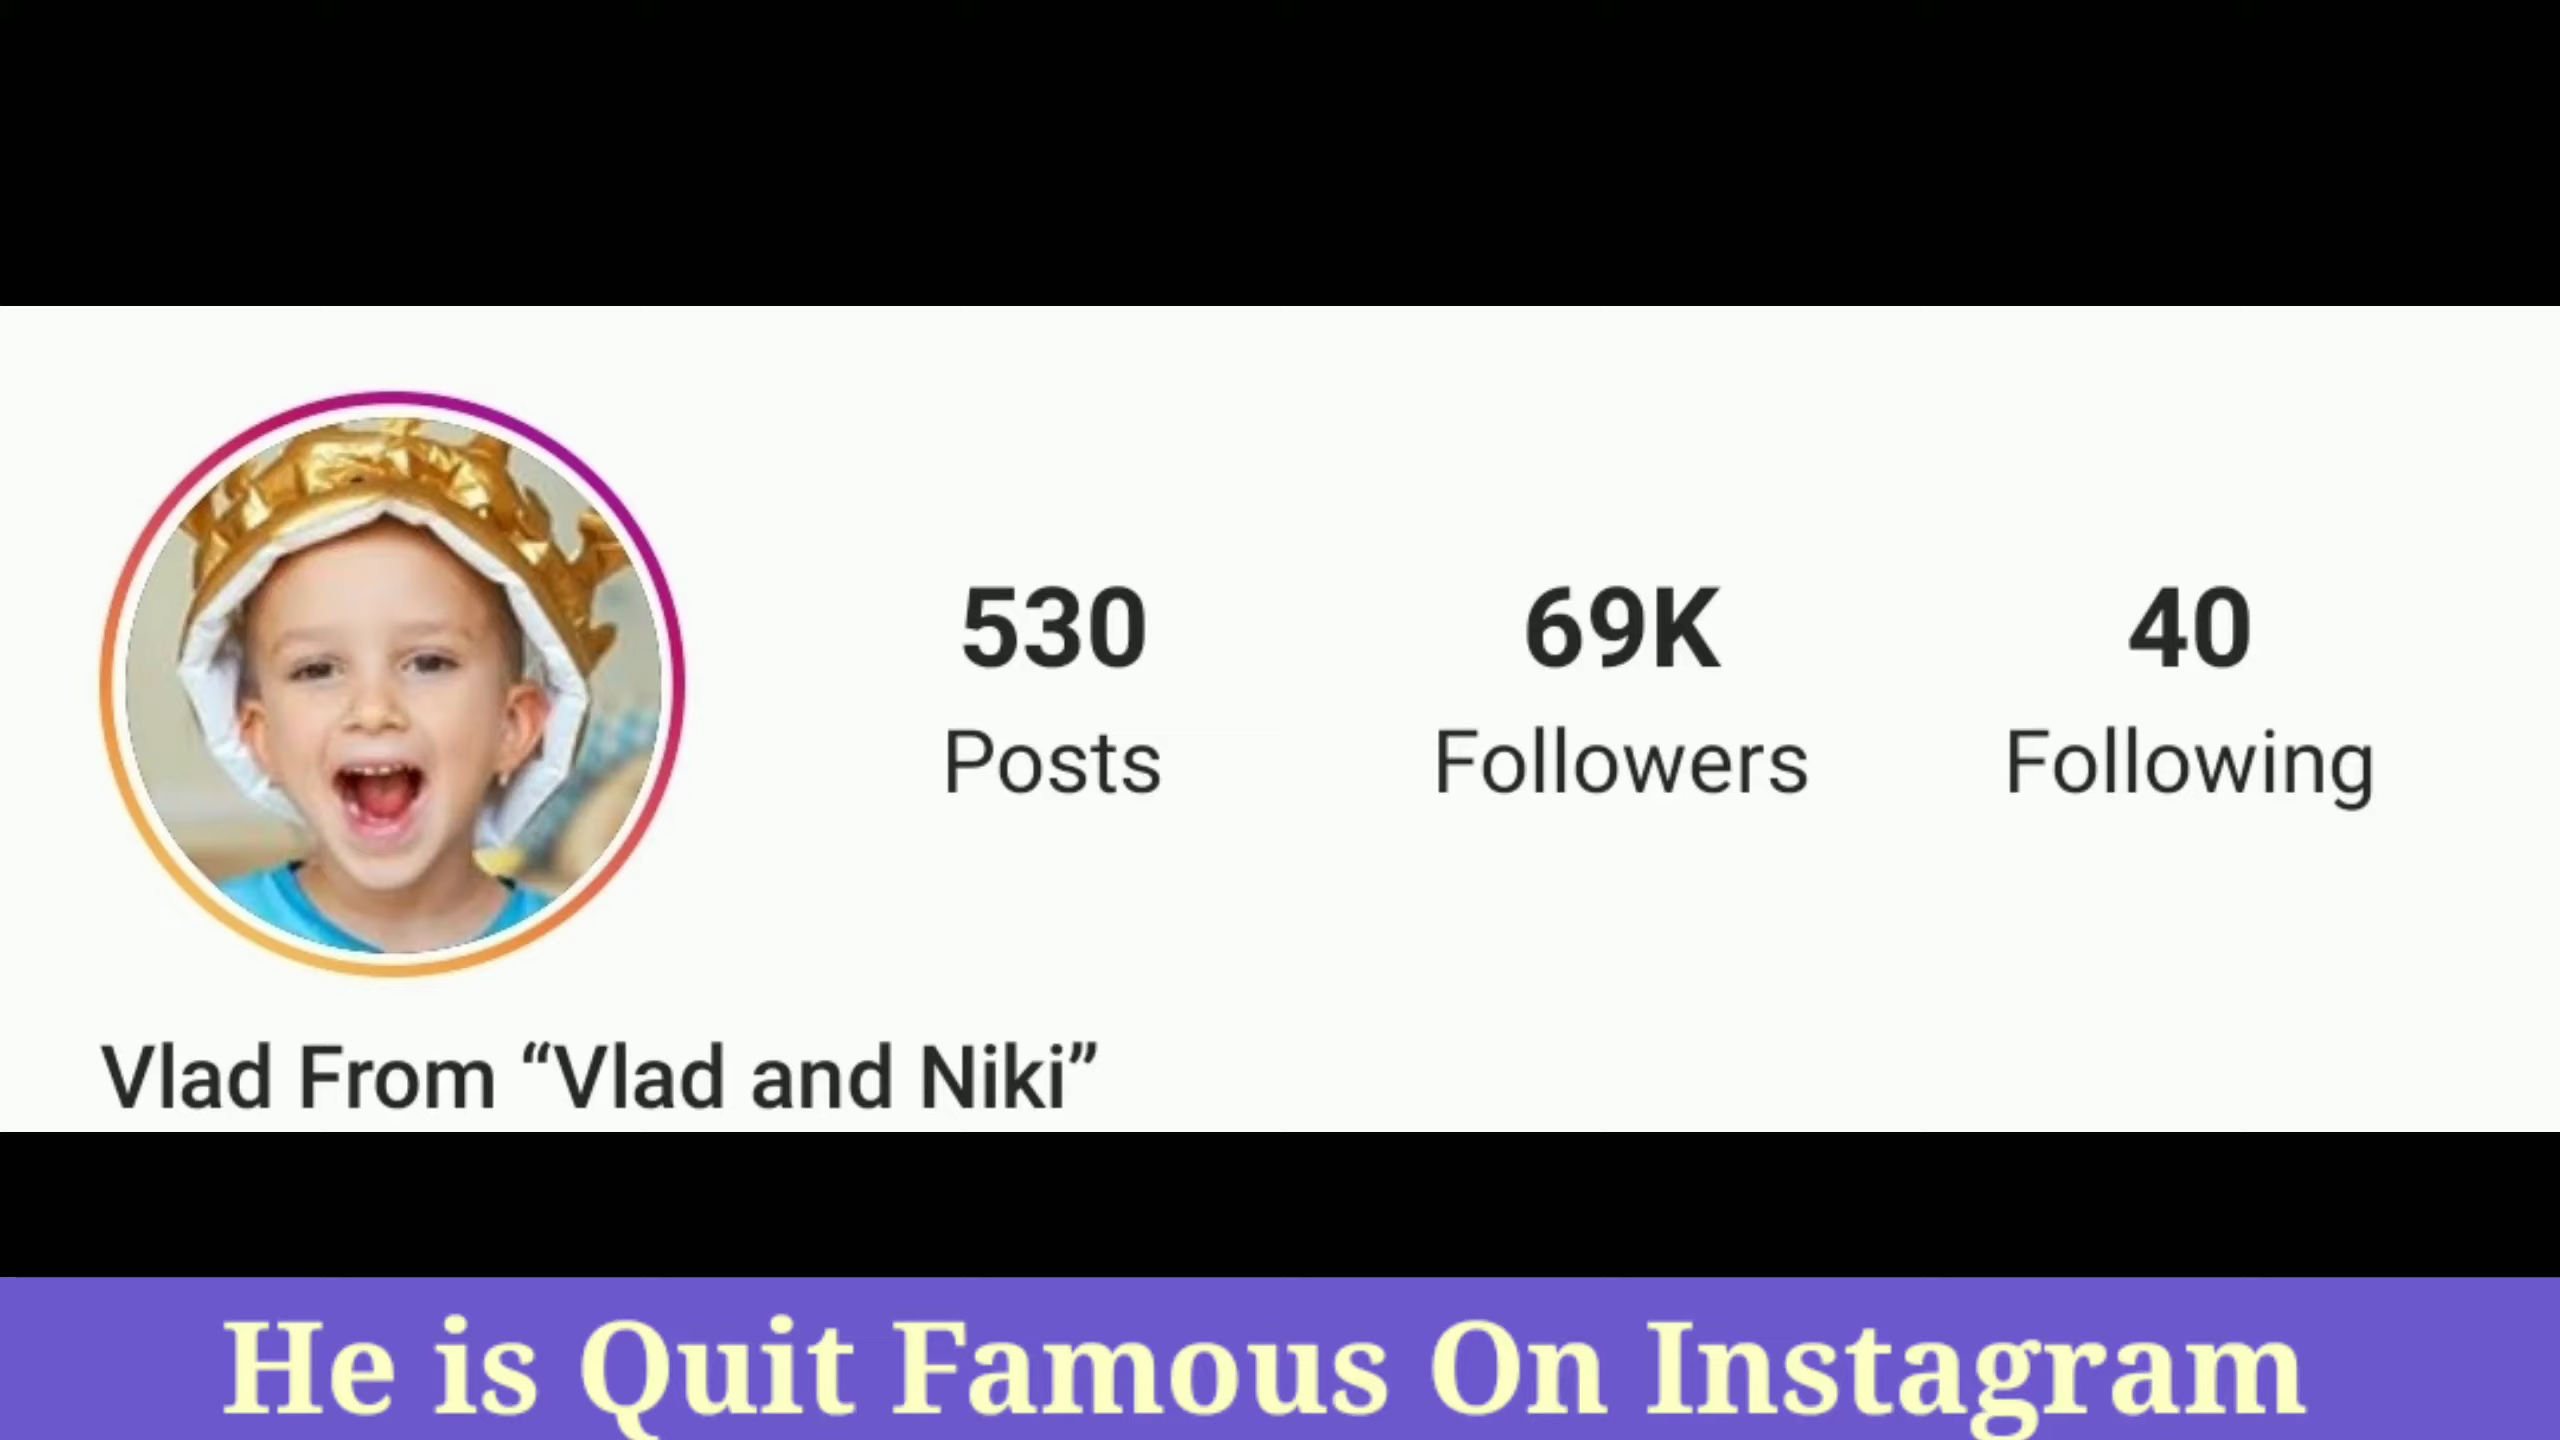 530 69K 40
Posts Followers Following
Vlad From “Vlad and Niki”
He is Quit Famous On Instagram